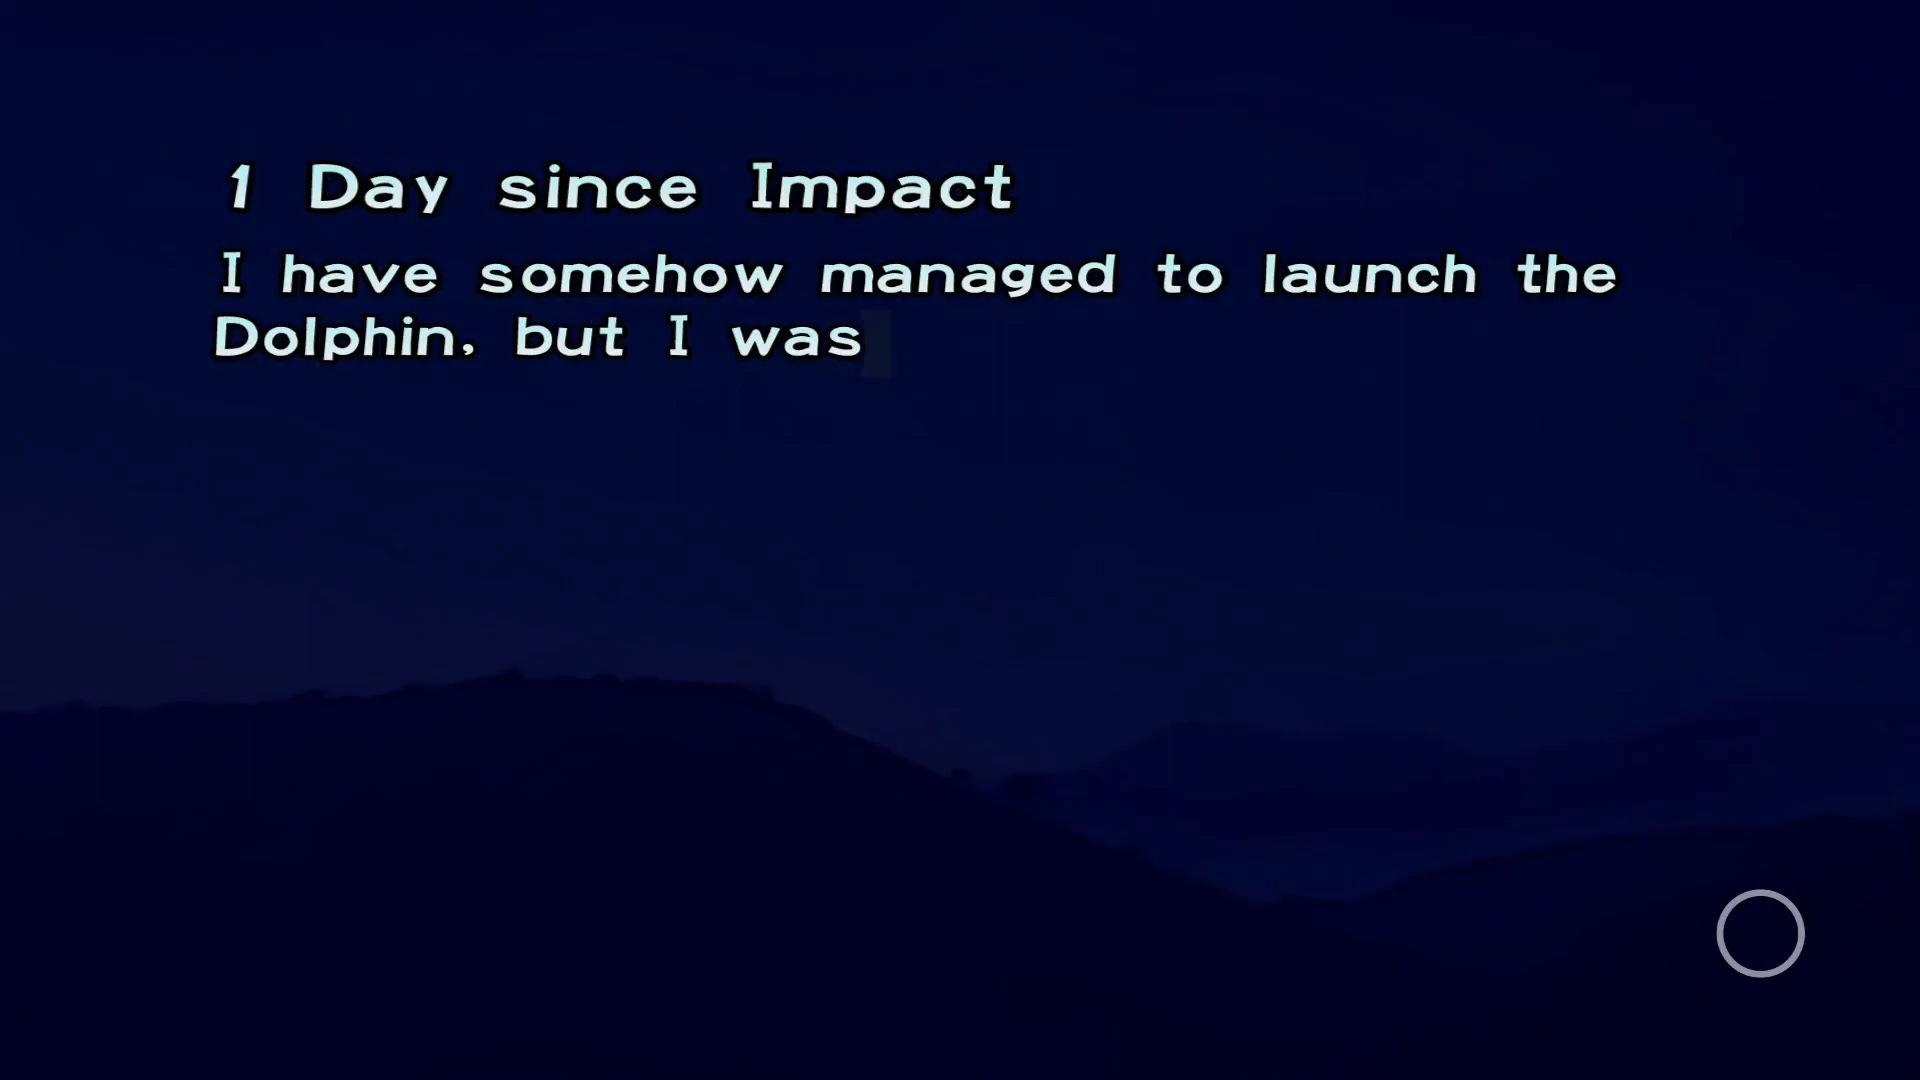 1 Day since Impact
I have somehow managed to launch the
Dolphin, but I was